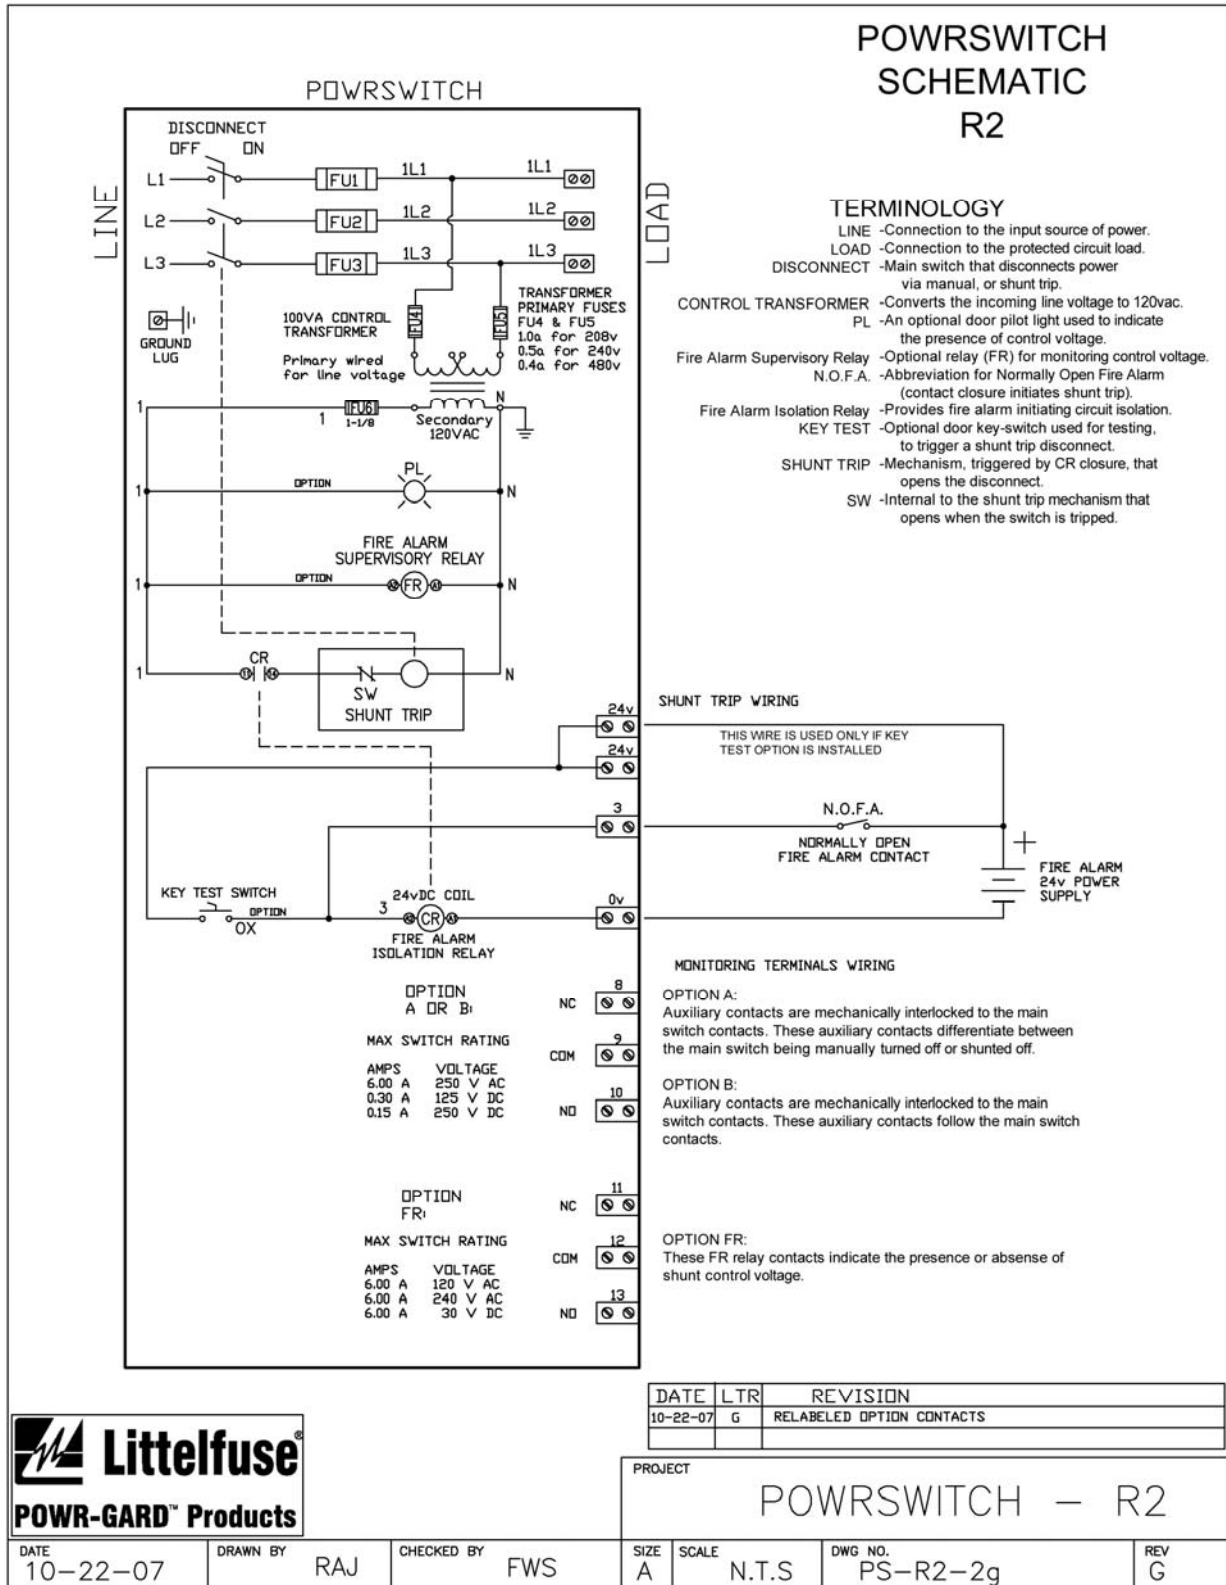 POWRSWITCH
SCHEMATIC
R2
POWRSWITCH
DISCONNECT
OFF ON
LINE
LOAD
L1 FU1 1L1 1L1
L2 FU2 1L2 1L2
L3 FU3 1L3 1L3
GROUND
LUG
100VA CONTROL
TRANSFORMER
Primary wired
for line voltage
FU4
FU5
TRANSFORMER
PRIMARY FUSES
FU4 & FU5
1.0a for 208v
0.5a for 240v
0.4a for 480v
1 1 FU6
1-1/8
Secondary
120VAC
N
1 OPTION PL N
FIRE ALARM
SUPERVISORY RELAY
1 OPTION A2 FR A1 N
CR
1 11 14 N
SW
SHUNT TRIP
TERMINOLOGY
LINE -Connection to the input source of power.
LOAD -Connection to the protected circuit load.
DISCONNECT -Main switch that disconnects power
via manual, or shunt trip.
CONTROL TRANSFORMER -Converts the incoming line voltage to 120vac.
PL -An optional door pilot light used to indicate
the presence of control voltage.
Fire Alarm Supervisory Relay -Optional relay (FR) for monitoring control voltage.
N.O.F.A. -Abbreviation for Normally Open Fire Alarm
(contact closure initiates shunt trip).
Fire Alarm Isolation Relay -Provides fire alarm initiating circuit isolation.
KEY TEST -Optional door key-switch used for testing,
to trigger a shunt trip disconnect.
SHUNT TRIP -Mechanism, triggered by CR closure, that
opens the disconnect.
SW -Internal to the shunt trip mechanism that
opens when the switch is tripped.
24v
24v
3
0v
SHUNT TRIP WIRING
THIS WIRE IS USED ONLY IF KEY
TEST OPTION IS INSTALLED
N.O.F.A.
NORMALLY OPEN
FIRE ALARM CONTACT
+
FIRE ALARM
24v POWER
SUPPLY
KEY TEST SWITCH
OPTION
OX
24vDC COIL
3 A2 CR A1
FIRE ALARM
ISOLATION RELAY
OPTION
A OR B:
MAX SWITCH RATING
AMPS VOLTAGE
6.00 A 250 V AC
0.30 A 125 V DC
0.15 A 250 V DC
NC 8
COM 9
NO 10
OPTION
FR:
MAX SWITCH RATING
AMPS VOLTAGE
6.00 A 120 V AC
6.00 A 240 V AC
6.00 A 30 V DC
NC 11
COM 12
NO 13
MONITORING TERMINALS WIRING
OPTION A:
Auxiliary contacts are mechanically interlocked to the main
switch contacts. These auxiliary contacts differentiate between
the main switch being manually turned off or shunted off.
OPTION B:
Auxiliary contacts are mechanically interlocked to the main
switch contacts. These auxiliary contacts follow the main switch
contacts.
OPTION FR:
These FR relay contacts indicate the presence or absense of
shunt control voltage.
DATE LTR REVISION
10-22-07 G RELABELED OPTION CONTACTS
Littelfuse®
POWR-GARD™ Products
PROJECT
POWRSWITCH - R2
DATE 10-22-07
DRAWN BY RAJ
CHECKED BY FWS
SIZE A
SCALE N.T.S
DWG NO. PS-R2-2g
REV G